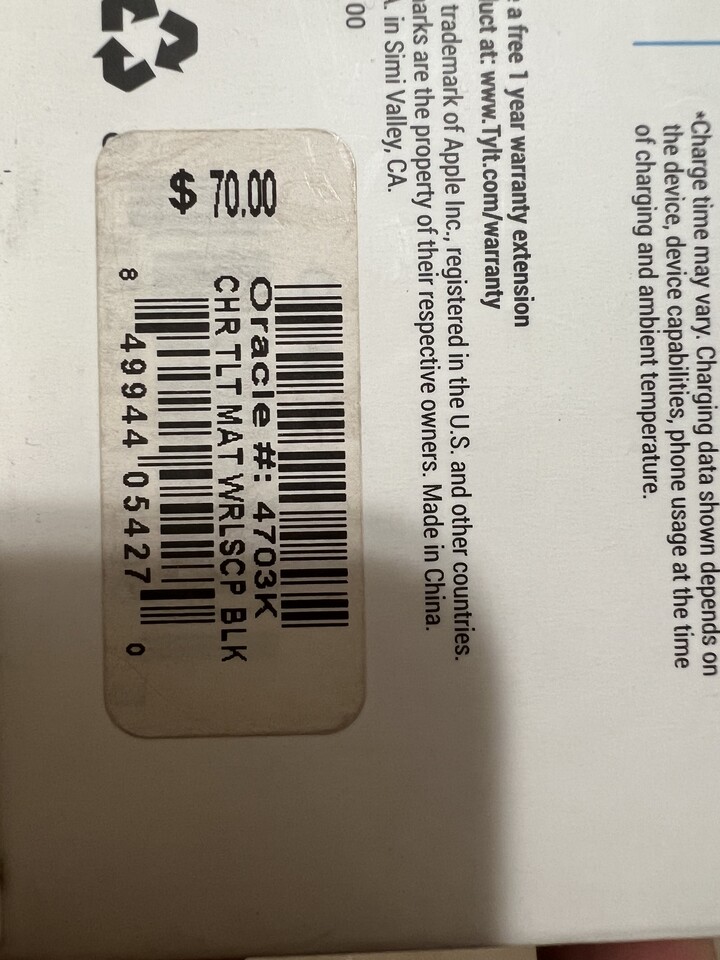 *Charge time may vary. Charging data shown depends on
the device, device capabilities, phone usage at the time
of charging and ambient temperature.
a free 1 year warranty extension
at: www.Tylt.com/warranty
trademark of Apple Inc., registered in the U.S. and other countries.
are the property of their respective owners. Made in China.
in Simi Valley, CA.
00
Oracle #: 4703K
CHR TLT MAT WRLSCP BLK
$ 70.00
8 49944 05427 0